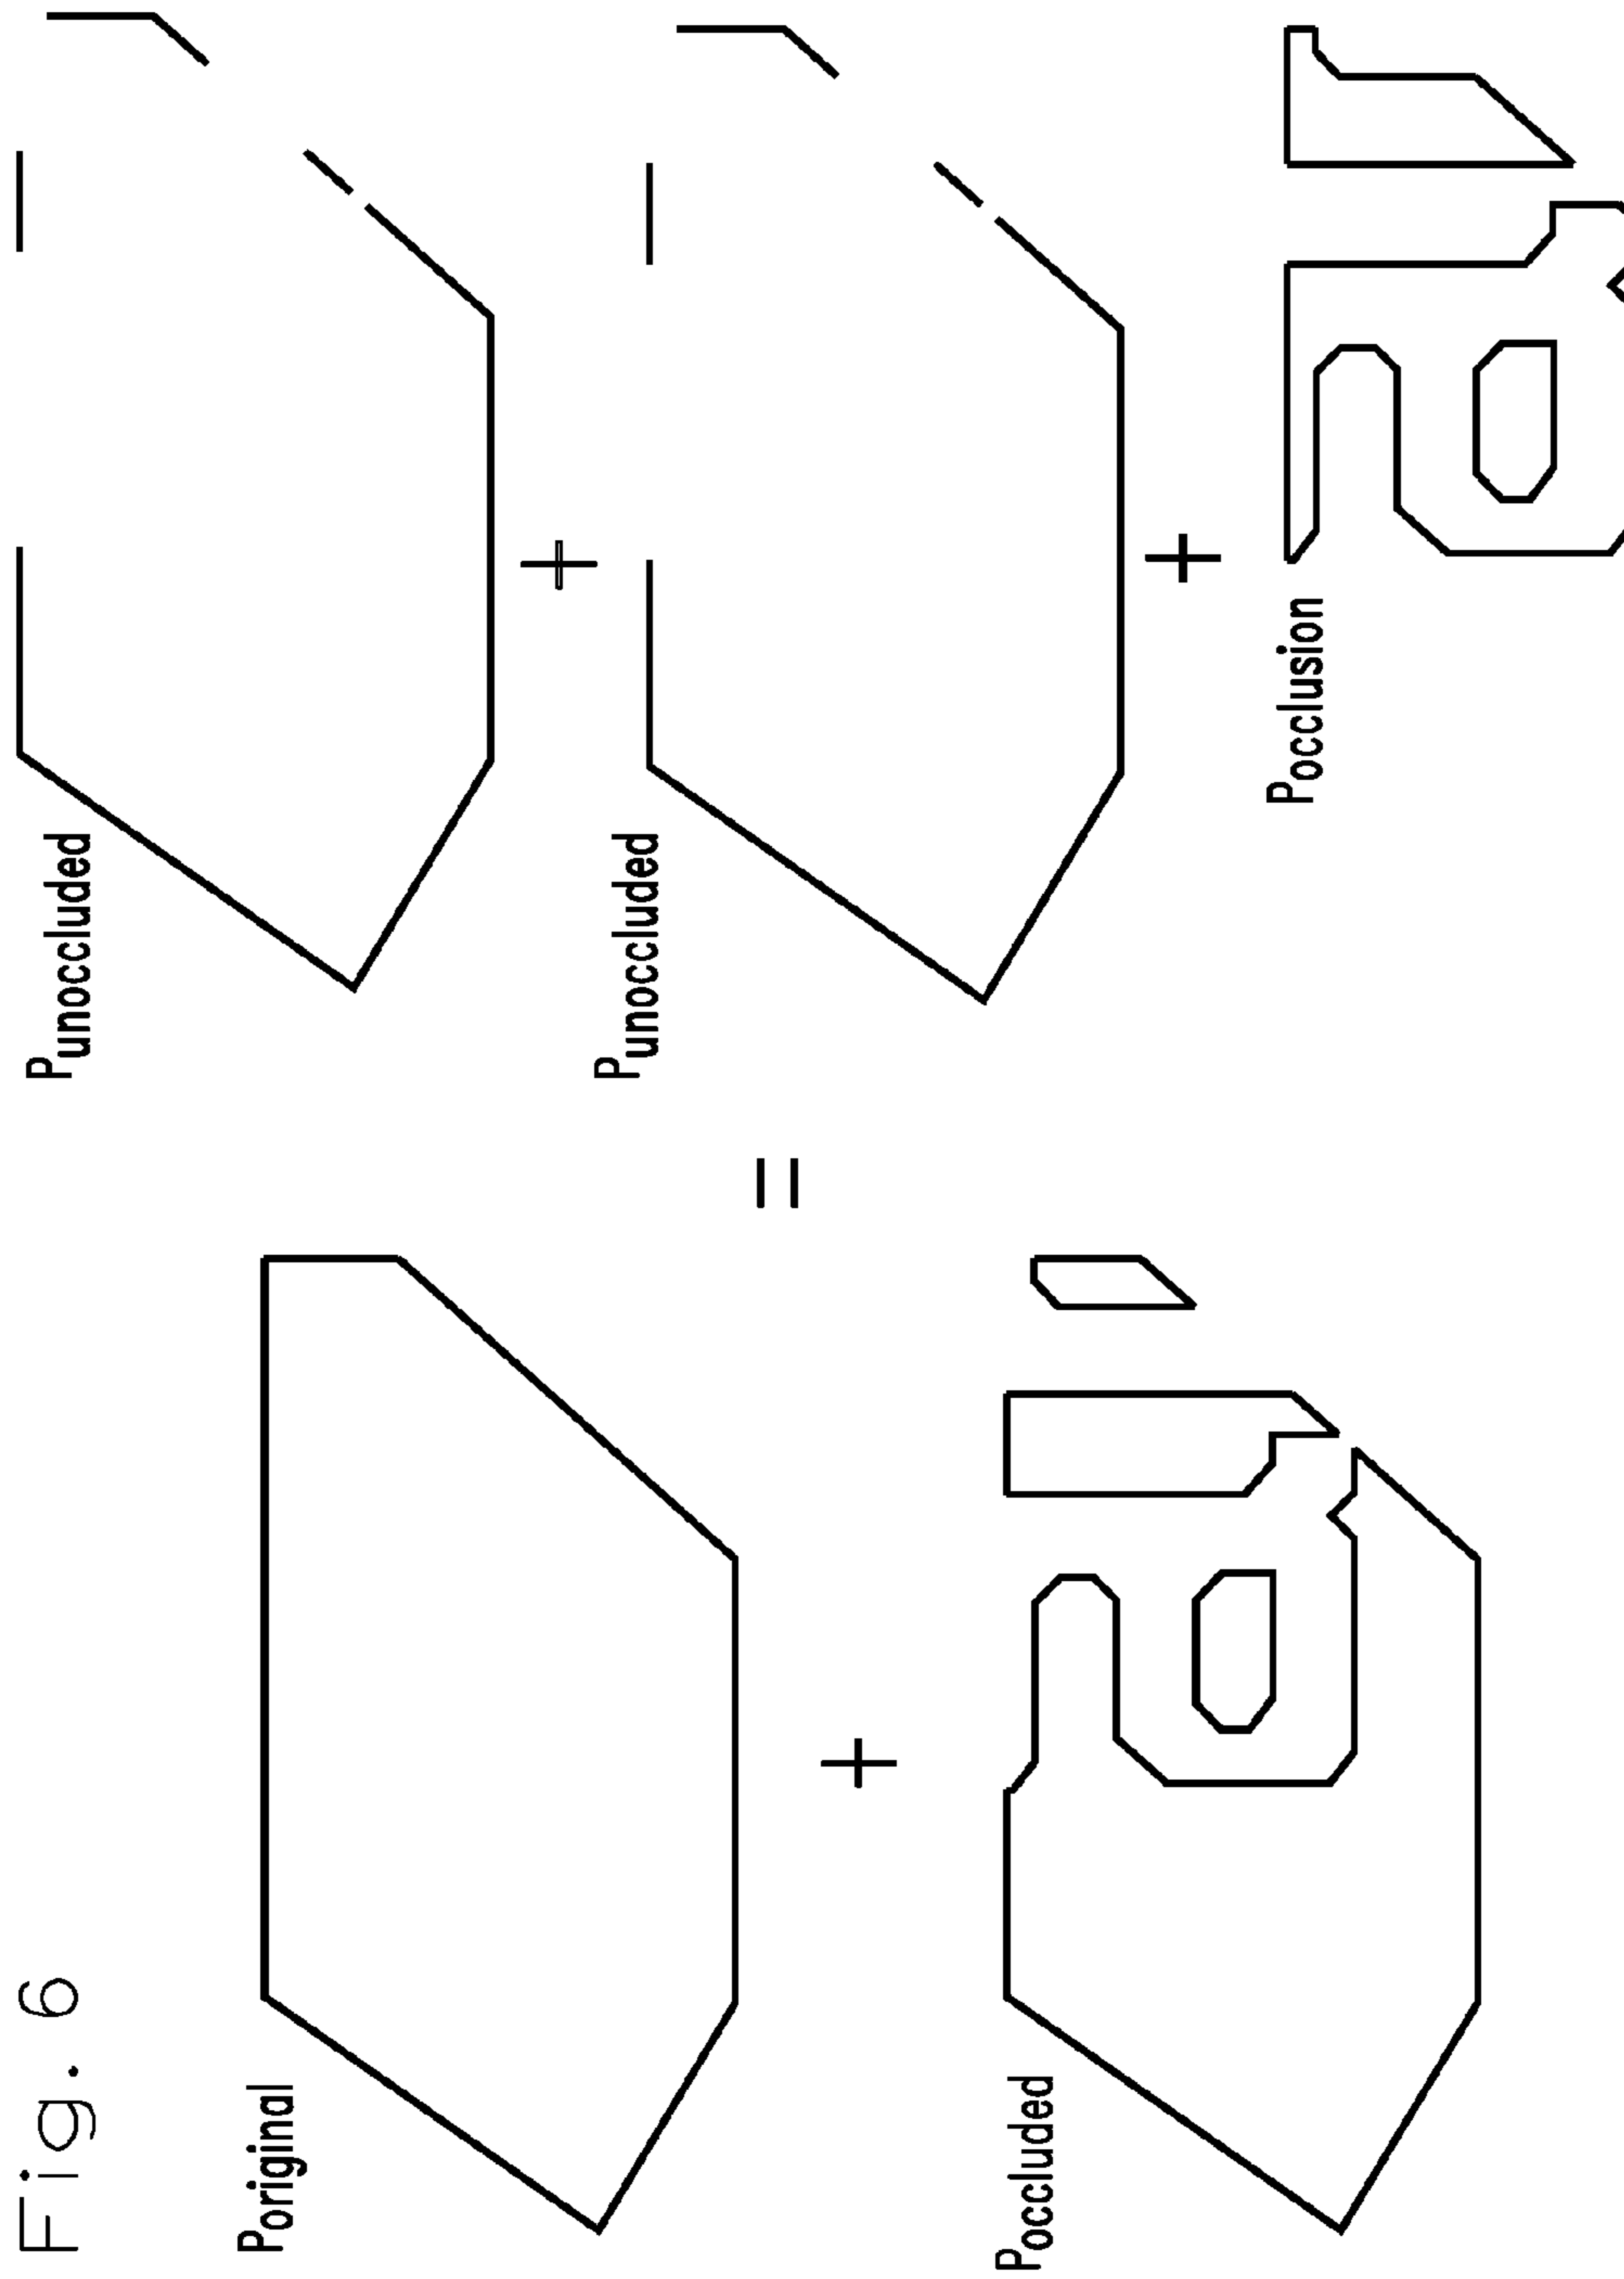 Fig. 6
Poriginal
+
Poccluded
=
Punoccluded
+
Punoccluded
+
Pocclusion